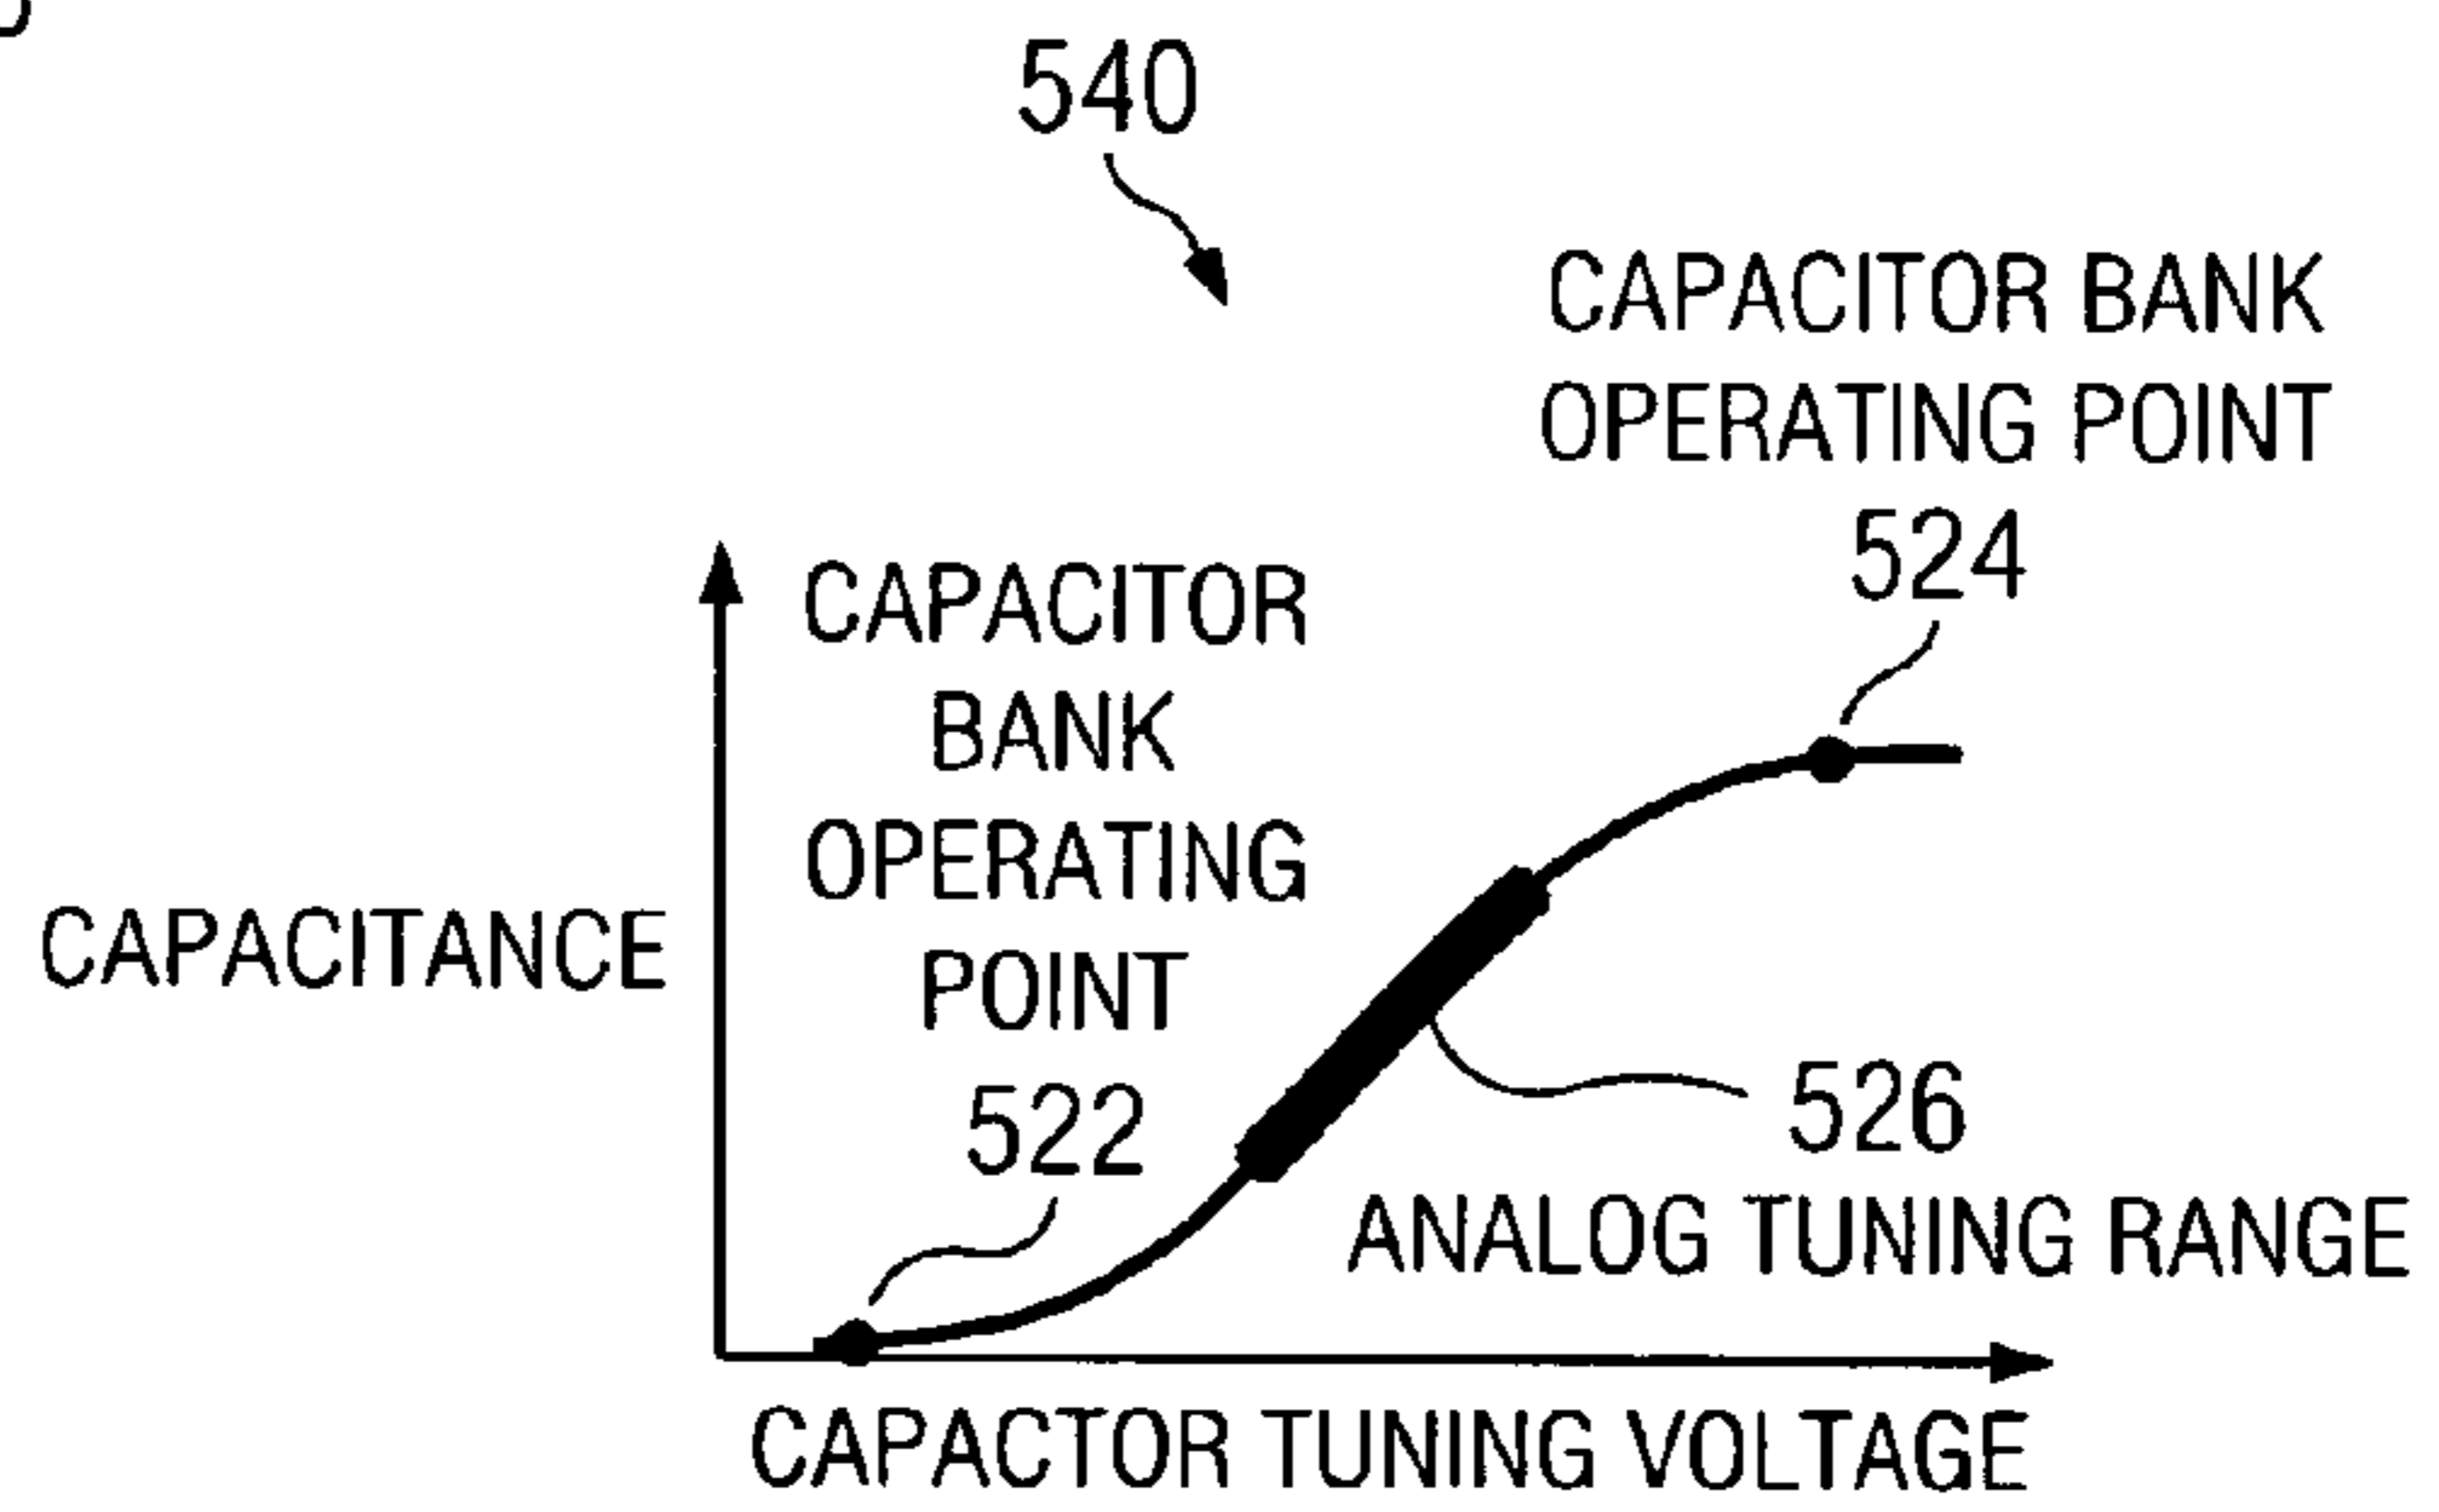 540
CAPACITOR BANK
OPERATING POINT
524
CAPACITOR
BANK
OPERATING
POINT
522
CAPACITANCE
526
ANALOG TUNING RANGE
CAPACTOR TUNING VOLTAGE